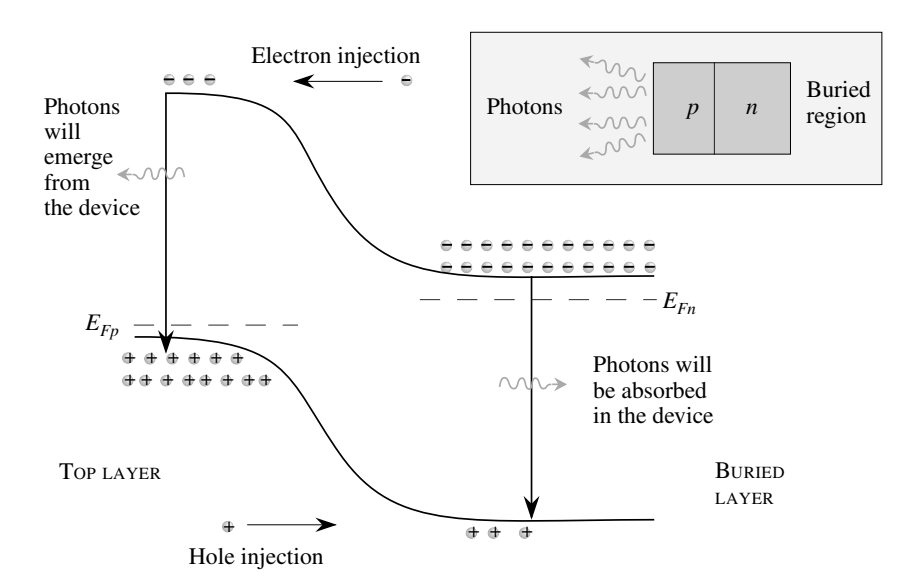 Electron injection
Photons
will
emerge
from
the device
Photons
p
n
Buried
region
E_{Fp}
E_{Fn}
Photons will
be absorbed
in the device
TOP LAYER
BURIED
LAYER
Hole injection